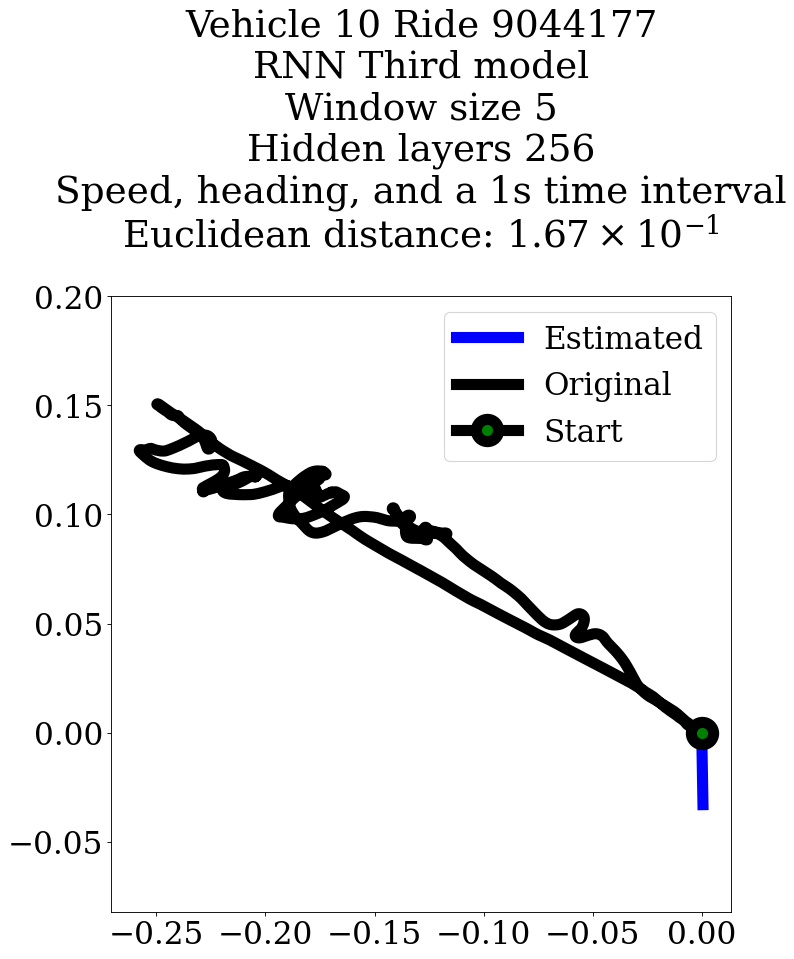 Vehicle 10 Ride 9044177
RNN Third model
Window size 5
Hidden layers 256
Speed, heading, and a 1s time interval
Euclidean distance: 1.67 × 10⁻¹
Estimated
Original
Start
0.20
0.15
0.10
0.05
0.00
−0.05
−0.25 −0.20 −0.15 −0.10 −0.05 0.00